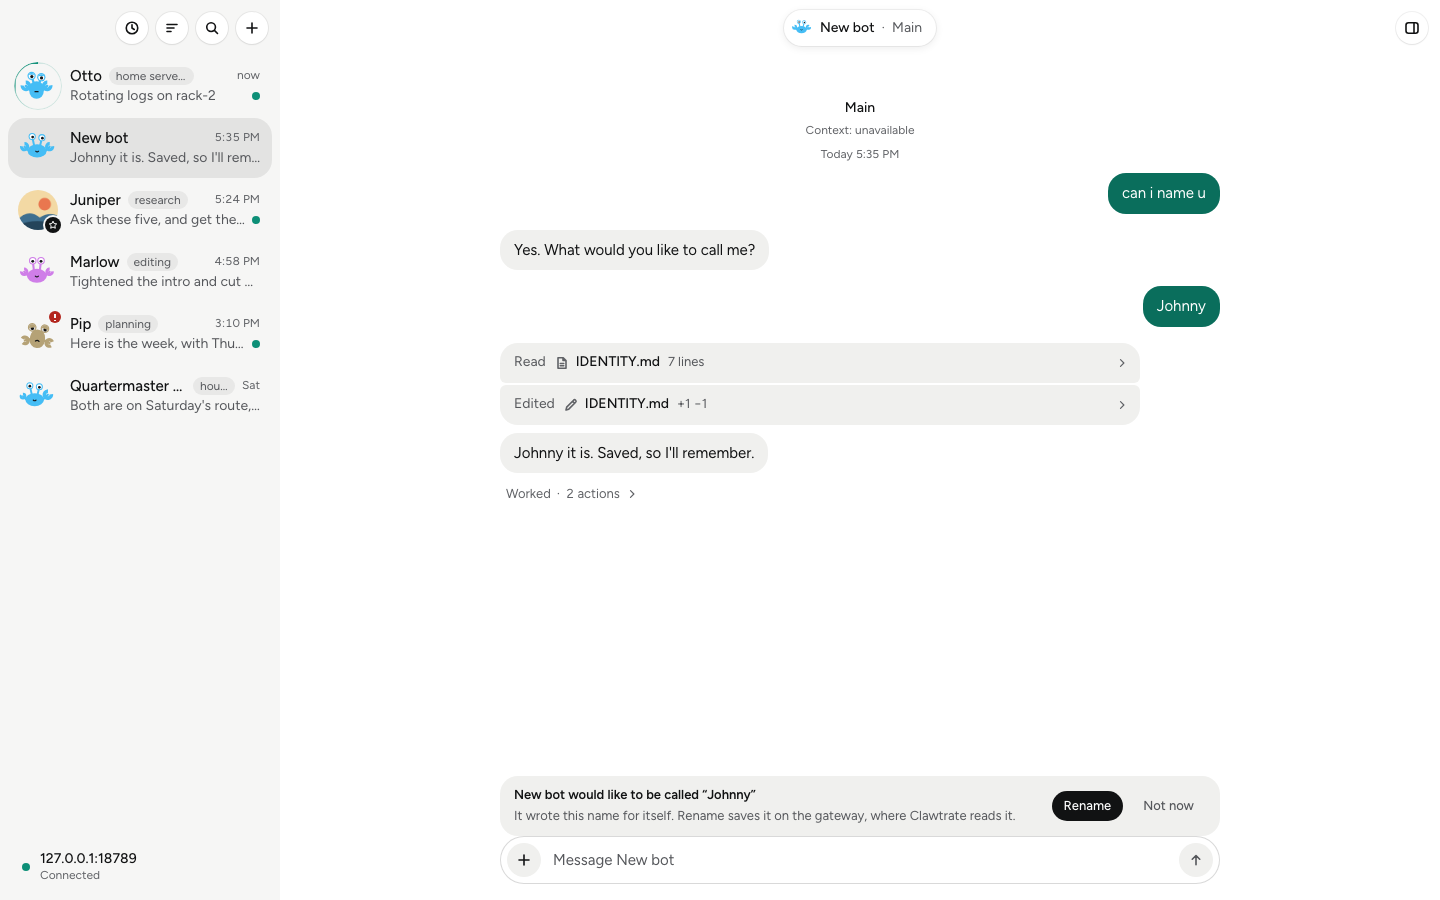 Otto home serve... now
Rotating logs on rack-2
New bot 5:35 PM
Johnny it is. Saved, so I'll rem...
Juniper research 5:24 PM
Ask these five, and get the...
Marlow editing 4:58 PM
Tightened the intro and cut ...
Pip planning 3:10 PM
Here is the week, with Thu...
Quartermaster ... hou... Sat
Both are on Saturday's route,...
127.0.0.1:18789
Connected
New bot · Main
Main
Context: unavailable
Today 5:35 PM
can i name u
Yes. What would you like to call me?
Johnny
Read IDENTITY.md 7 lines
Edited IDENTITY.md +1 −1
Johnny it is. Saved, so I'll remember.
Worked · 2 actions
New bot would like to be called “Johnny”
It wrote this name for itself. Rename saves it on the gateway, where Clawtrate reads it.
Rename
Not now
Message New bot